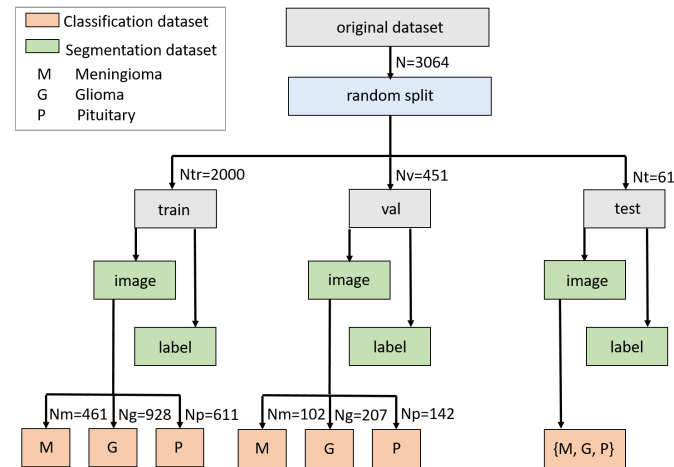 Classification dataset
Segmentation dataset
M Meningioma
G Glioma
P Pituitary
original dataset
N=3064
random split
Ntr=2000
Nv=451
Nt=61
train
val
test
image
image
image
label
label
label
Nm=461 Ng=928 Np=611
Nm=102 Ng=207 Np=142
M G P
M G P
{M, G, P}